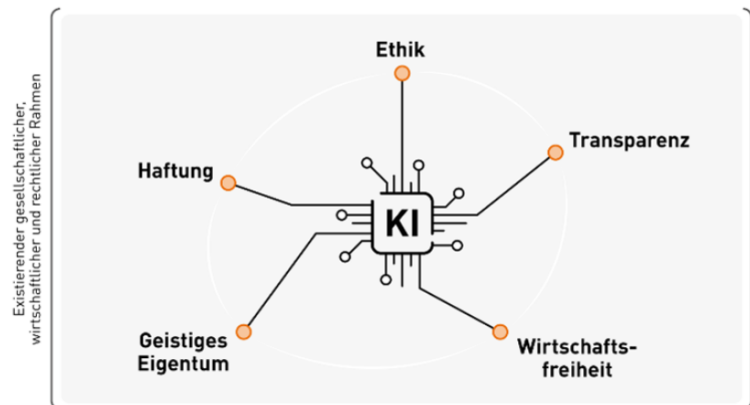 Existierender gesellschaftlicher,
wirtschaftlicher und rechtlicher Rahmen
Ethik
Transparenz
Haftung
KI
Geistiges
Eigentum
Wirtschafts-
freiheit